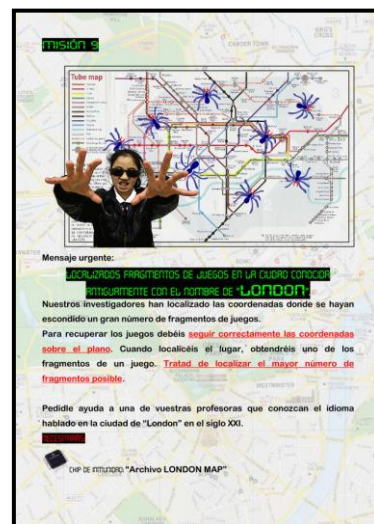 MISIÓN 9
Tube map
Mensaje urgente:
LOCALIZADOS FRAGMENTOS DE JUEGOS EN LA CIUDAD CONOCIDA
ANTIGUAMENTE CON EL NOMBRE DE “LONDON”
Nuestros investigadores han localizado las coordenadas donde se hayan
escondido un gran número de fragmentos de juegos.
Para recuperar los juegos debéis seguir correctamente las coordenadas
sobre el plano. Cuando localicéis el lugar, obtendréis uno de los
fragmentos de un juego. Tratad de localizar el mayor número de
fragmentos posible.
Pedidle ayuda a una de vuestras profesoras que conozcan el idioma
hablado en la ciudad de “London” en el siglo XXI.
CHIP DE INMUNIDAD: “Archivo LONDON MAP”